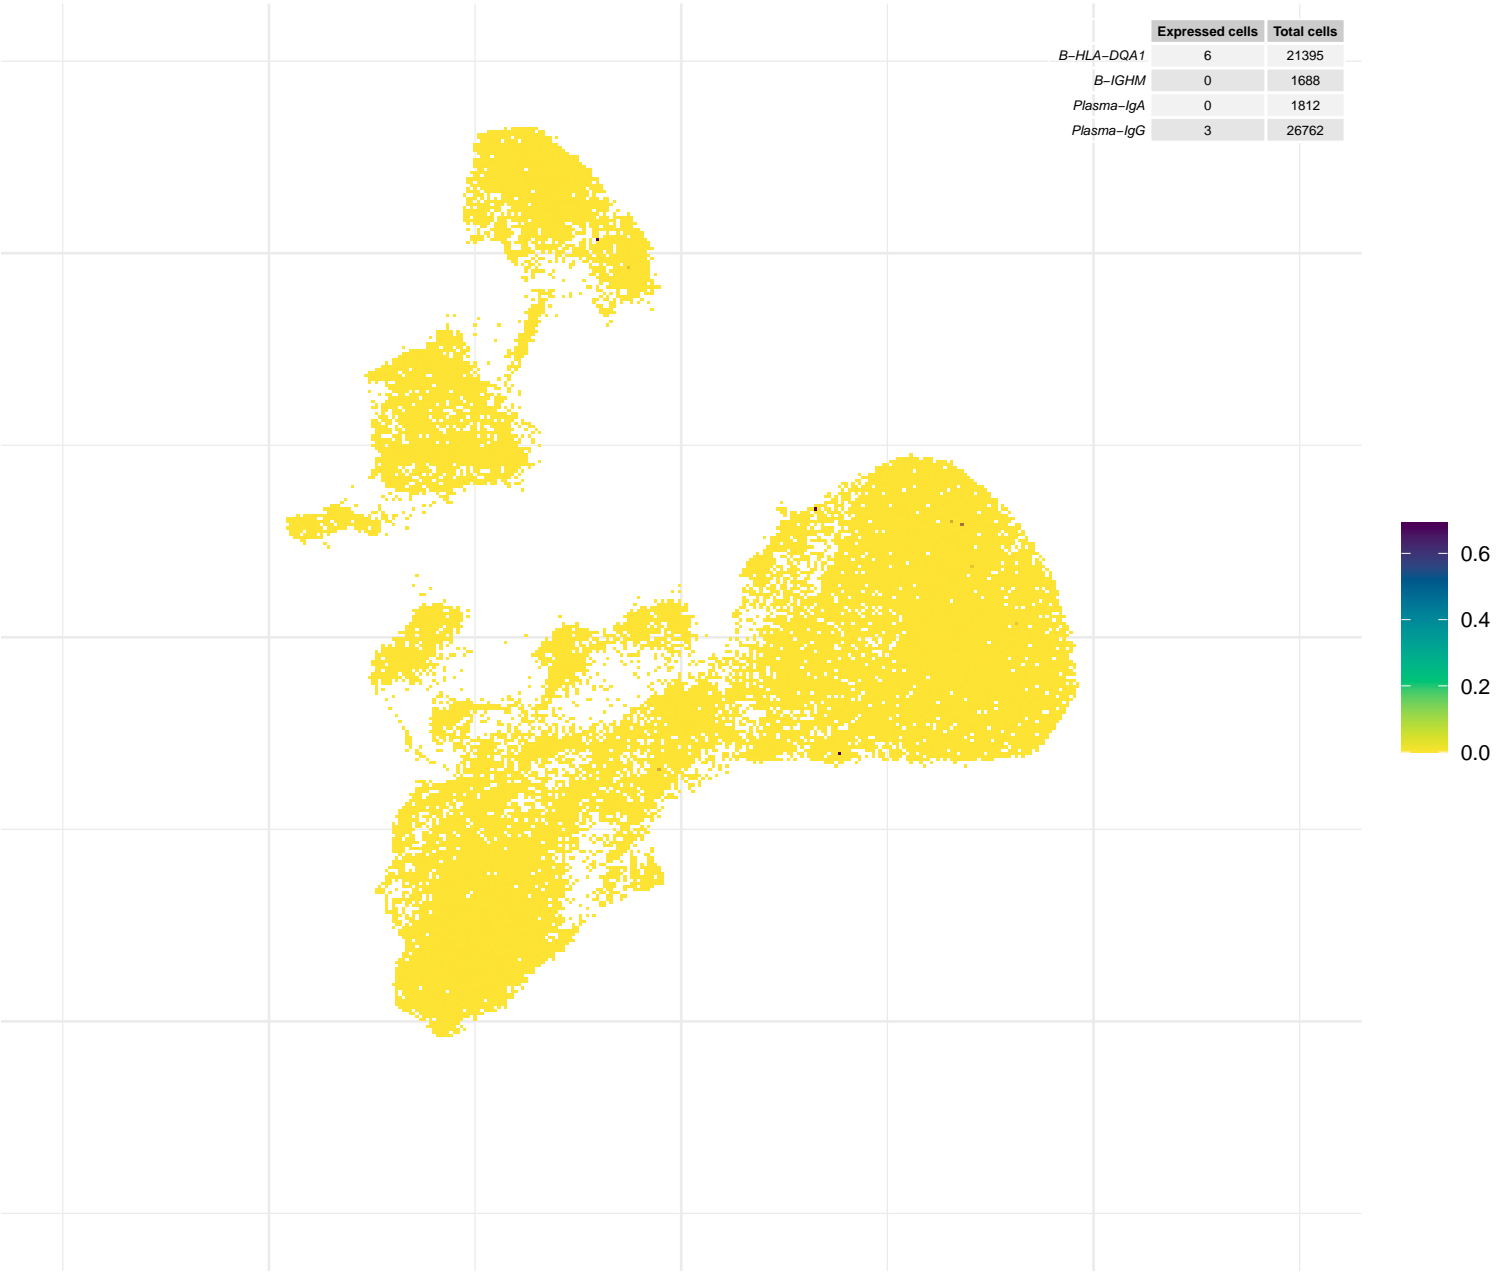 Expressed cells Total cells
B−HLA−DQA1 6 21395
B−IGHM 0 1688
Plasma−IgA 0 1812
Plasma−IgG 3 26762
0.6
0.4
0.2
0.0